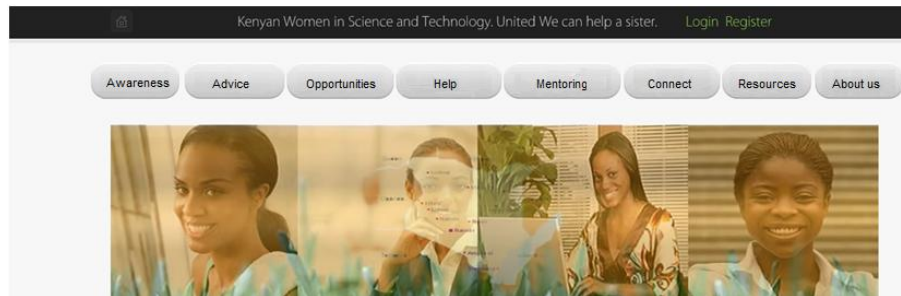 Kenyan Women in Science and Technology. United We can help a sister. Login Register
Awareness Advice Opportunities Help Mentoring Connect Resources About us